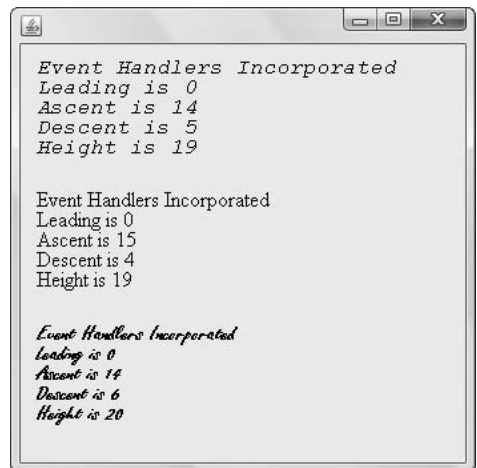 Event Handlers Incorporated
Leading is 0
Ascent is 14
Descent is 5
Height is 19
Event Handlers Incorporated
Leading is 0
Ascent is 15
Descent is 4
Height is 19
Event Handlers Incorporated
Leading is 0
Ascent is 14
Descent is 6
Height is 20